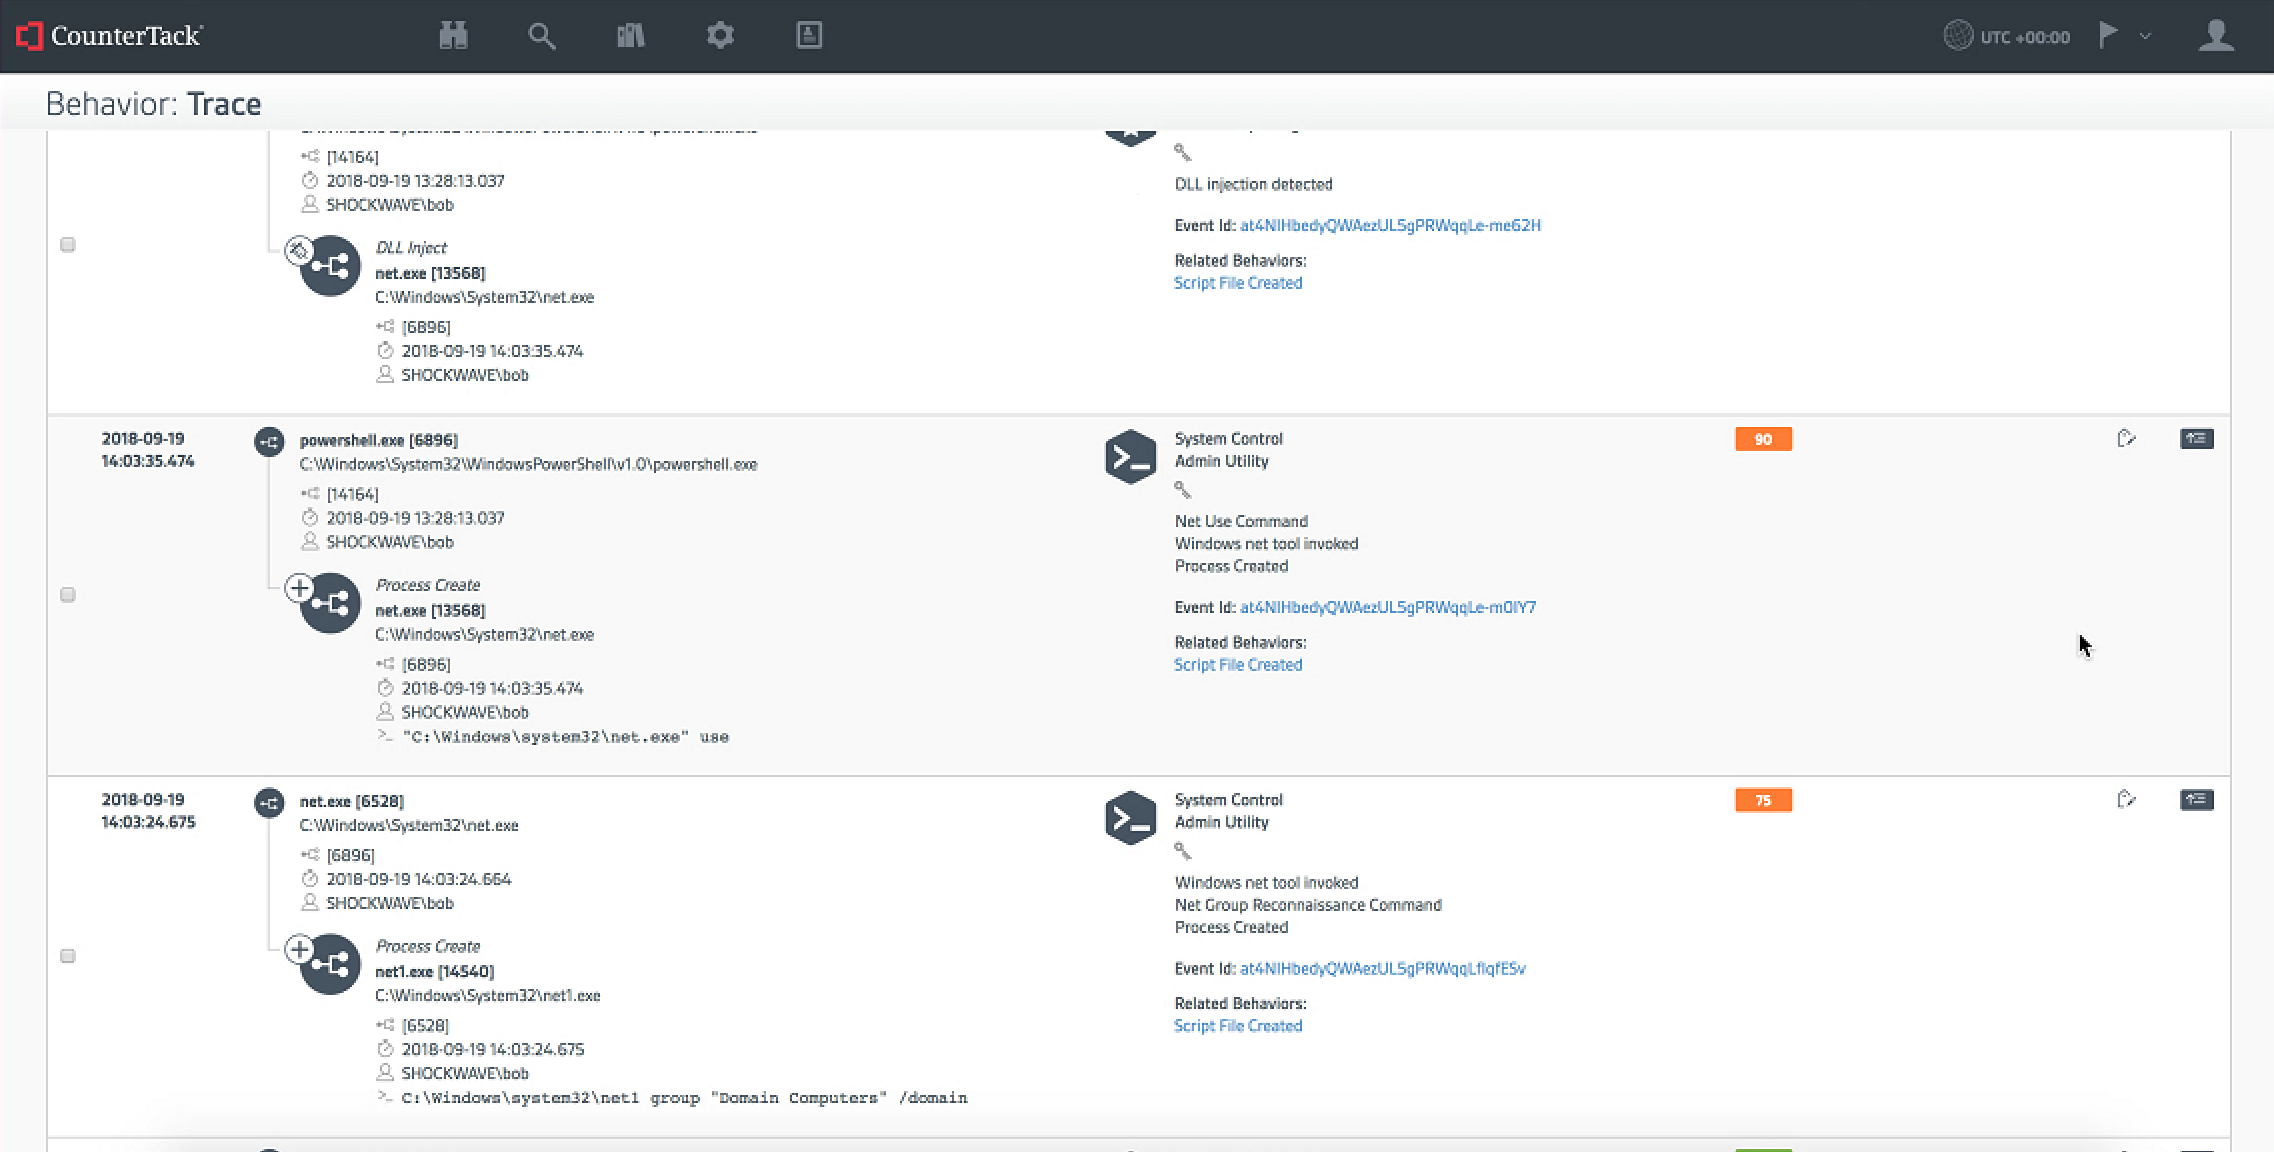 CounterTack
UTC +00:00
Behavior: Trace
[14164]
2018-09-19 13:28:13.037
SHOCKWAVE\bob
DLL Inject
net.exe [13568]
C:\Windows\System32\net.exe
[6896]
2018-09-19 14:03:35.474
SHOCKWAVE\bob
DLL injection detected
Event Id: at4NIHbedyQWAezUL5gPRWqqLe-me62H
Related Behaviors:
Script File Created
2018-09-19
14:03:35.474
powershell.exe [6896]
C:\Windows\System32\WindowsPowerShell\v1.0\powershell.exe
[14164]
2018-09-19 13:28:13.037
SHOCKWAVE\bob
Process Create
net.exe [13568]
C:\Windows\System32\net.exe
[6896]
2018-09-19 14:03:35.474
SHOCKWAVE\bob
>_ "C:\Windows\system32\net.exe" use
System Control
Admin Utility
Net Use Command
Windows net tool invoked
Process Created
Event Id: at4NIHbedyQWAezUL5gPRWqqLe-m0IY7
Related Behaviors:
Script File Created
90
2018-09-19
14:03:24.675
net.exe [6528]
C:\Windows\System32\net.exe
[6896]
2018-09-19 14:03:24.664
SHOCKWAVE\bob
Process Create
net1.exe [14540]
C:\Windows\System32\net1.exe
[6528]
2018-09-19 14:03:24.675
SHOCKWAVE\bob
>_ C:\Windows\system32\net1 group "Domain Computers" /domain
System Control
Admin Utility
Windows net tool invoked
Net Group Reconnaissance Command
Process Created
Event Id: at4NIHbedyQWAezUL5gPRWqqLflqfESv
Related Behaviors:
Script File Created
75